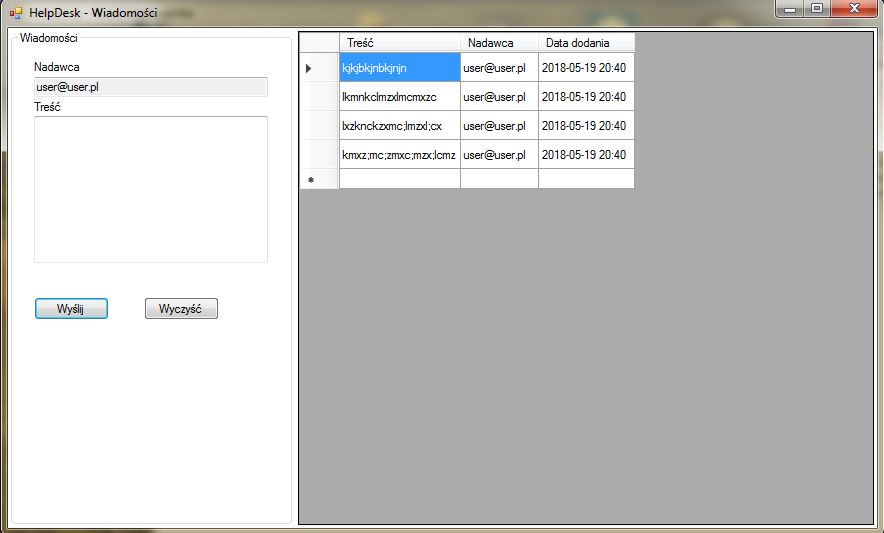 HelpDesk - Wiadomości
Wiadomości
Nadawca
user@user.pl
Treść
Wyślij Wyczyść
Treść Nadawca Data dodania
kjkjbkjnbkjnjn user@user.pl 2018-05-19 20:40
lkmnkclmzxlmcmxzc user@user.pl 2018-05-19 20:40
lxzknckzxmc;lmzxl;cx user@user.pl 2018-05-19 20:40
kmxz;mc;zmxc;mzx;lcmz user@user.pl 2018-05-19 20:40